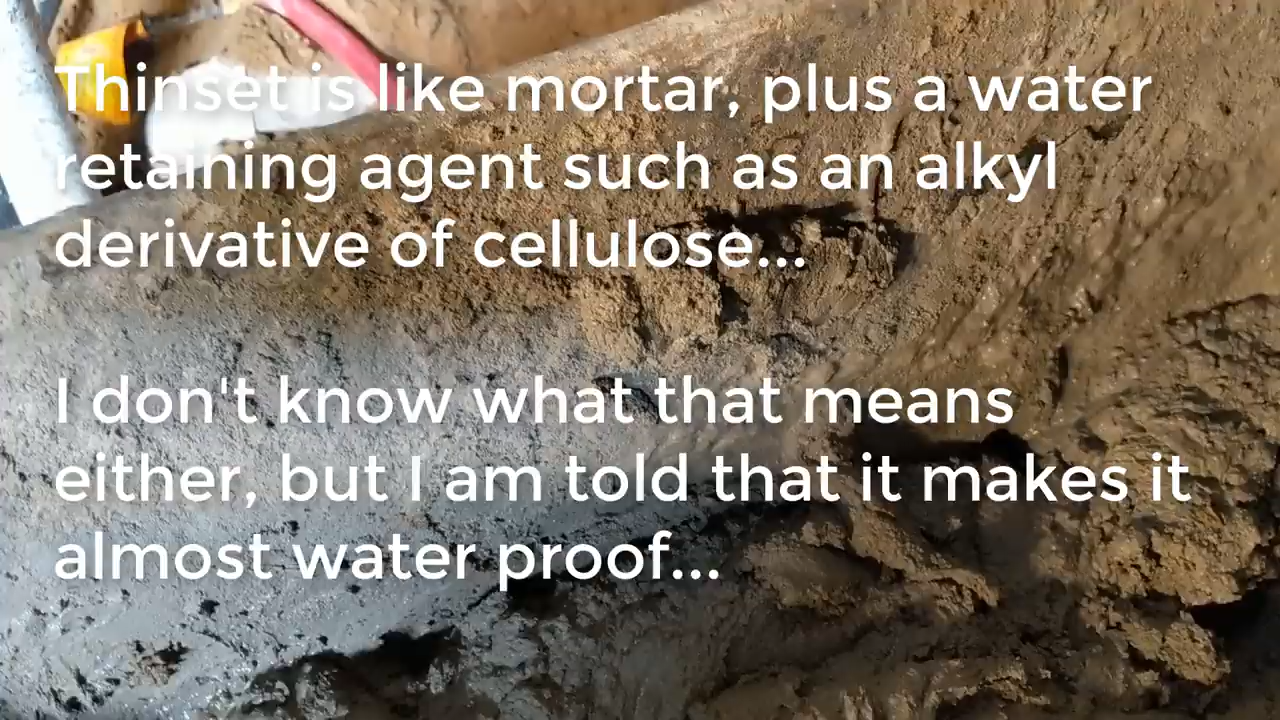 Thinset is like mortar, plus a water
retaining agent such as an alkyl
derivative of cellulose...
I don't know what that means
either, but I am told that it makes it
almost water proof...